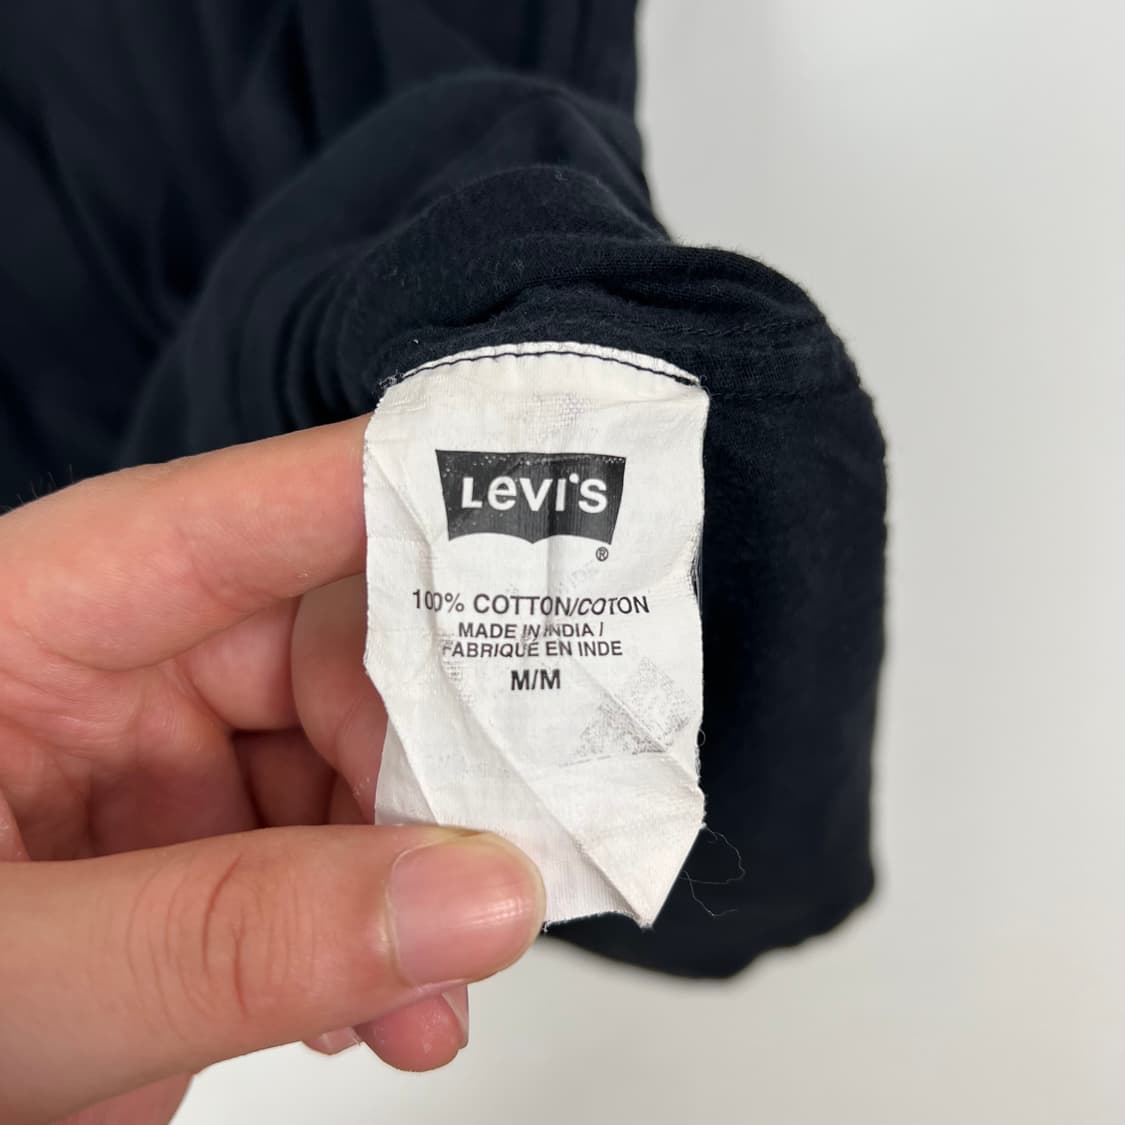 LEVI'S
®
100% COTTON/COTON
MADE IN INDIA /
FABRIQUÉ EN INDE
M/M